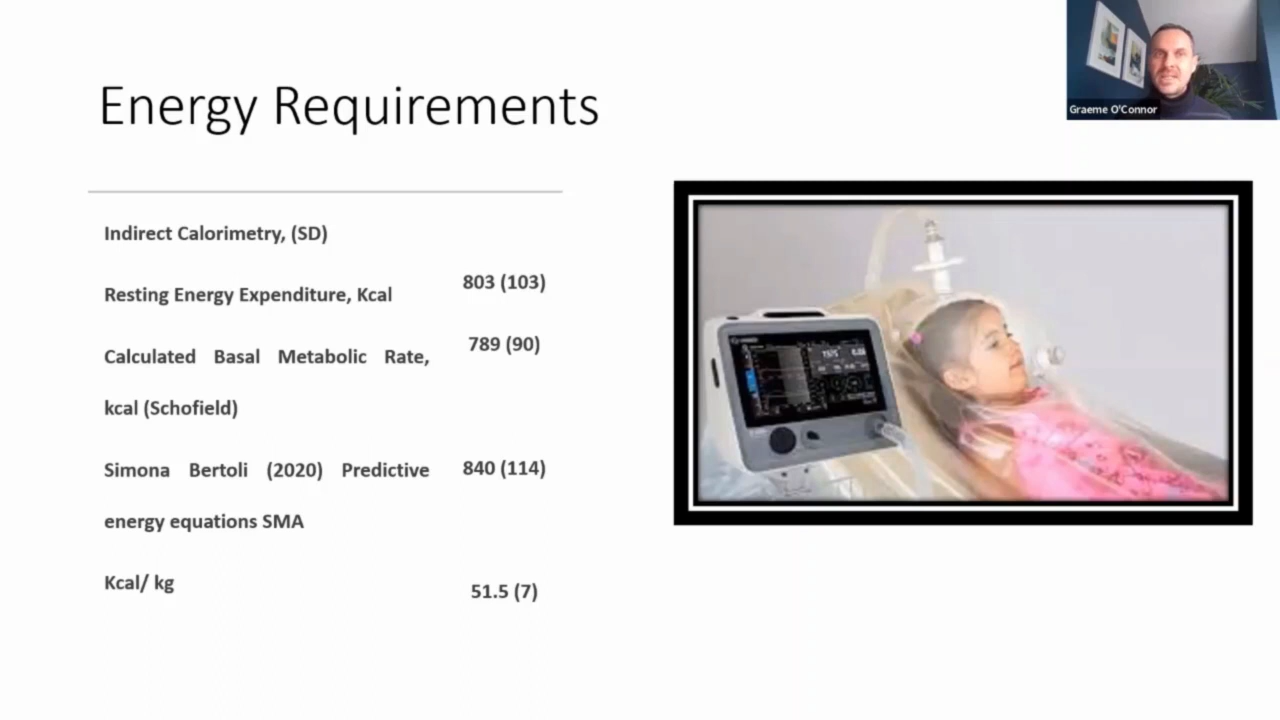 Graeme O'Connor
Energy Requirements
Indirect Calorimetry, (SD)
Resting Energy Expenditure, Kcal 803 (103)
Calculated Basal Metabolic Rate, 789 (90)
kcal (Schofield)
Simona Bertoli (2020) Predictive 840 (114)
energy equations SMA
Kcal/ kg 51.5 (7)